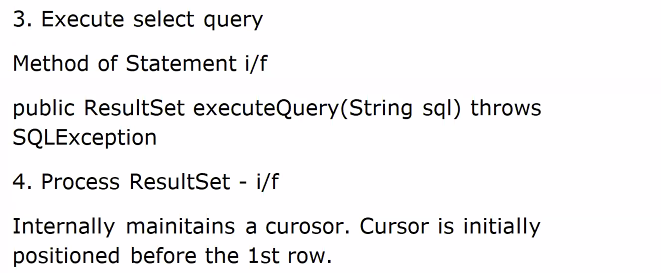 3. Execute select query
Method of Statement i/f
public ResultSet executeQuery(String sql) throws
SQLException
4. Process ResultSet - i/f
Internally mainitains a curosor. Cursor is initially
positioned before the 1st row.